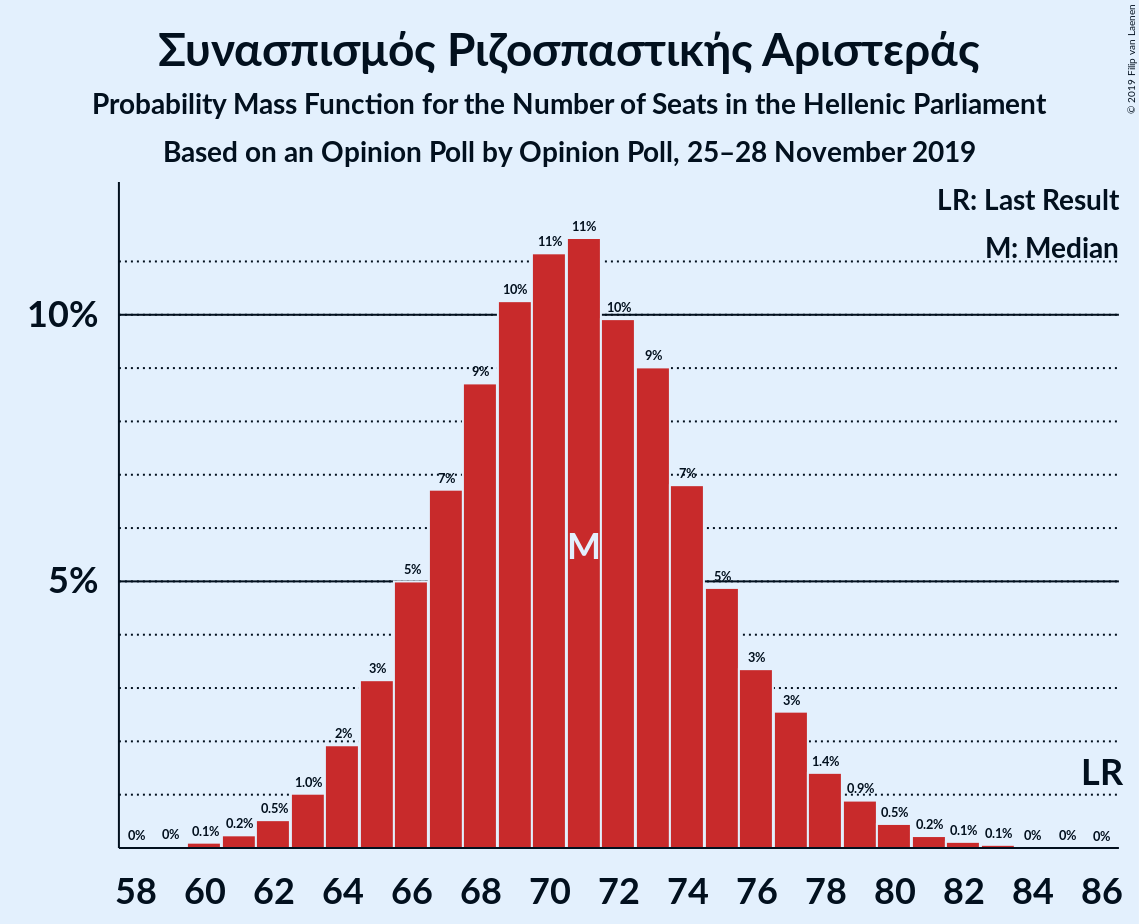 Συνασπισμός Ριζοσπαστικής Αριστεράς
Probability Mass Function for the Number of Seats in the Hellenic Parliament
Based on an Opinion Poll by Opinion Poll, 25–28 November 2019
© 2019 Filip van Laenen
LR: Last Result
M: Median
10%
5%
0% 0% 0.1% 0.2% 0.5% 1.0% 2% 3% 5% 7% 9% 10% 11% 11% 10% 9% 7% 5% 3% 3% 1.4% 0.9% 0.5% 0.2% 0.1% 0.1% 0% 0% 0%
M
LR
58 60 62 64 66 68 70 72 74 76 78 80 82 84 86